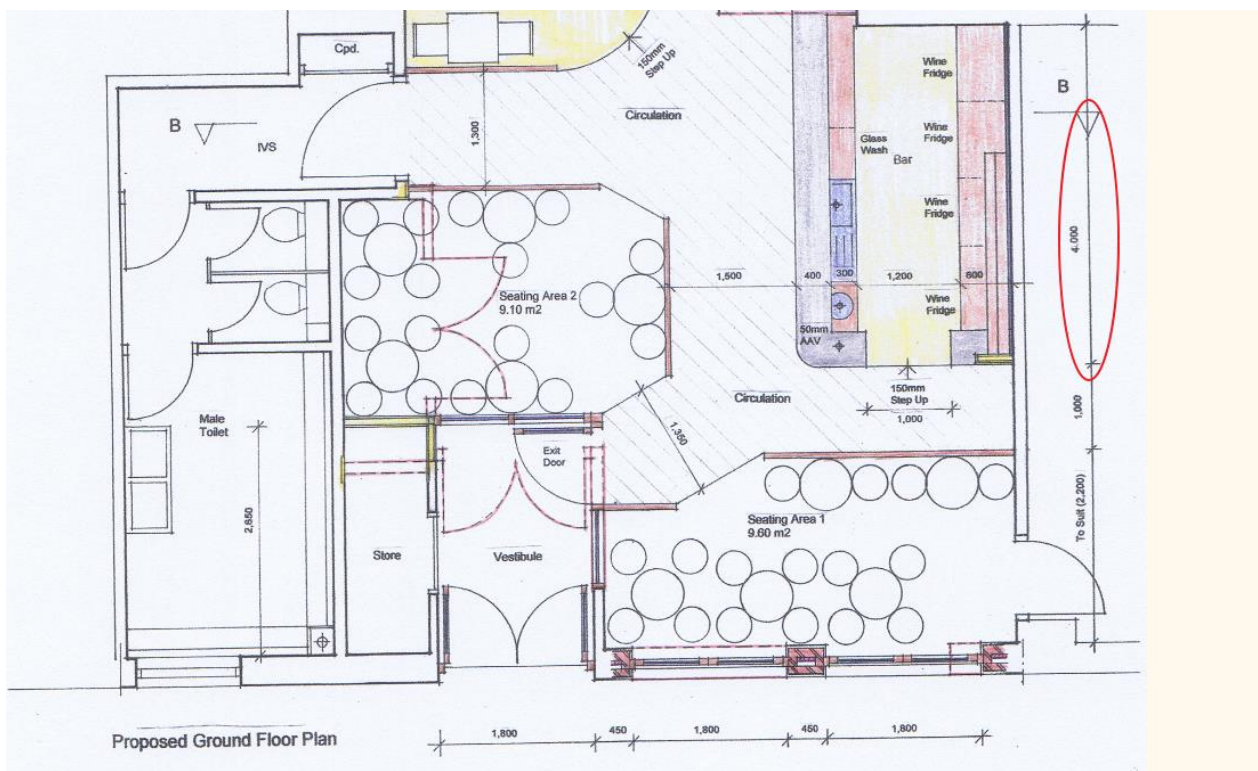 Cpd.
150mm
Step Up
Wine
Fridge
B
Circulation
B
IVS
1,300
Glass
Wash
Wine
Fridge
Bar
Wine
Fridge
4.000
1,500
400
300
1,200
600
Seating Area 2
9.10 m2
Wine
Fridge
50mm
AAV
150mm
Step Up
1,000
Circulation
1,000
Male
Toilet
1,350
Exit
Door
2,650
Seating Area 1
9.60 m2
To Suit (2,200)
Store
Vestibule
Proposed Ground Floor Plan
1,800
450
1,800
450
1,800